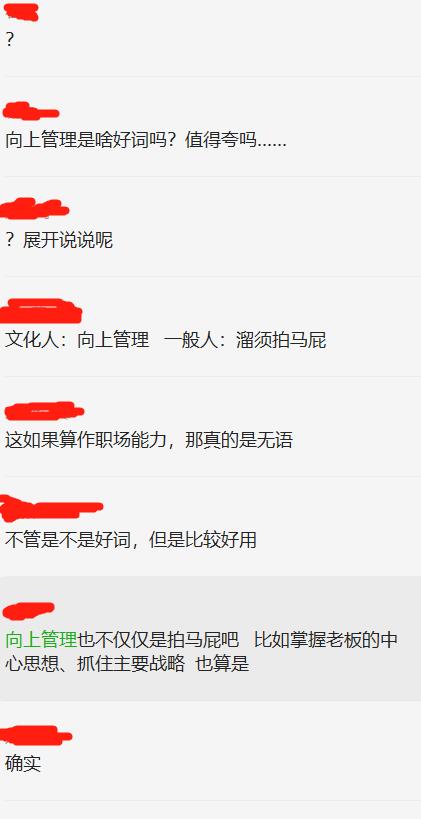 ？
向上管理是啥好词吗？值得夸吗……
？展开说说呢
文化人：向上管理 一般人：溜须拍马屁
这如果算作职场能力，那真的是无语
不管是不是好词，但是比较好用
向上管理也不仅仅是拍马屁吧 比如掌握老板的中
心思想、抓住主要战略 也算是
确实